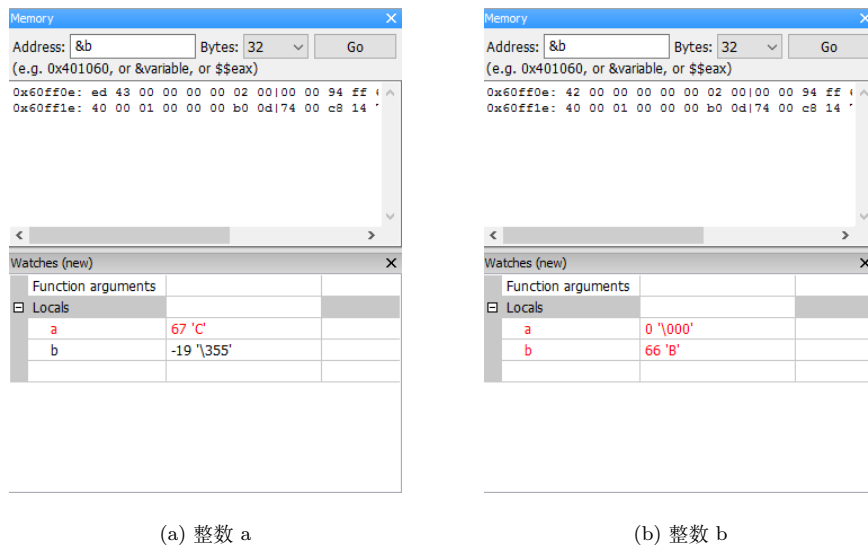 Memory
Address: &b Bytes: 32 Go
(e.g. 0x401060, or &variable, or $$eax)
0x60ff0e: ed 43 00 00 00 00 02 00|00 00 94 ff
0x60ff1e: 40 00 01 00 00 00 b0 0d|74 00 c8 14
Watches (new)
Function arguments
Locals
a 67 'C'
b -19 '\355'
(a) 整数 a
Memory
Address: &b Bytes: 32 Go
(e.g. 0x401060, or &variable, or $$eax)
0x60ff0e: 42 00 00 00 00 00 02 00|00 00 94 ff
0x60ff1e: 40 00 01 00 00 00 b0 0d|74 00 c8 14
Watches (new)
Function arguments
Locals
a 0 '\000'
b 66 'B'
(b) 整数 b